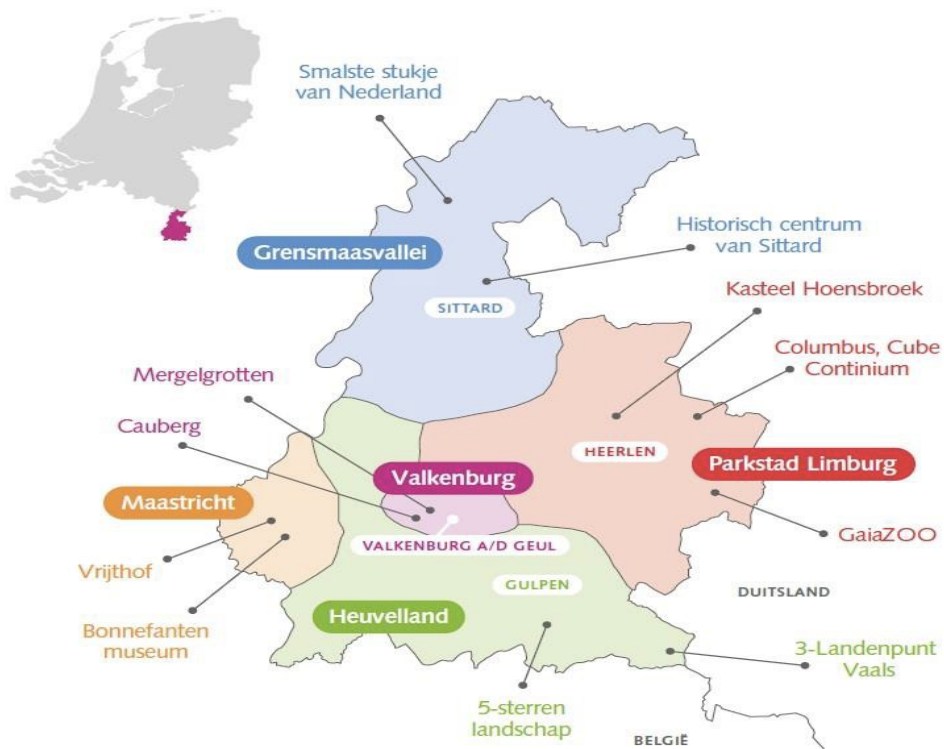 Smalste stukje
van Nederland
Grensmaasvallei
Historisch centrum
van Sittard
SITTARD
Kasteel Hoensbroek
Columbus, Cube
Continium
Mergelgrotten
Cauberg
HEERLEN
Parkstad Limburg
Valkenburg
Maastricht
VALKENBURG A/D GEUL
GaiaZOO
Vrijthof
GULPEN
DUITSLAND
Heuvelland
Bonnefanten
museum
3-Landenpunt
Vaals
5-sterren
landschap
BELGIË